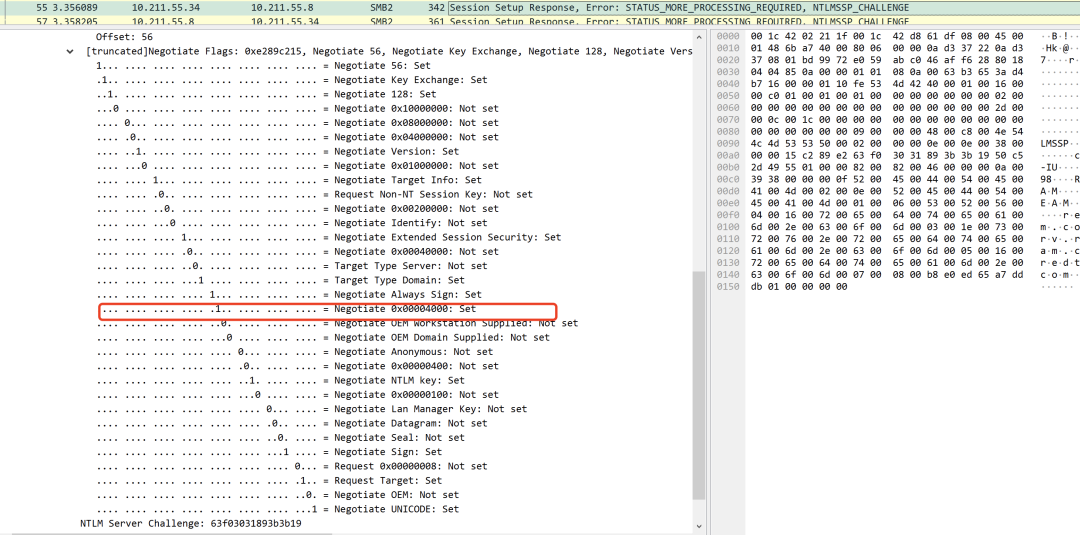 55 3.356089 10.211.55.34 10.211.55.8 SMB2 342 Session Setup Response, Error: STATUS_MORE_PROCESSING_REQUIRED, NTLMSSP_CHALLENGE
57 3.358205 10.211.55.8 10.211.55.34 SMB2 361 Session Setup Response, Error: STATUS_MORE_PROCESSING_REQUIRED, NTLMSSP_CHALLENGE
Offset: 56
[truncated]Negotiate Flags: 0xe289c215, Negotiate 56, Negotiate Key Exchange, Negotiate 128, Negotiate Vers
1... .... .... .... .... .... .... .... = Negotiate 56: Set
.1.. .... .... .... .... .... .... .... = Negotiate Key Exchange: Set
..1. .... .... .... .... .... .... .... = Negotiate 128: Set
...0 .... .... .... .... .... .... .... = Negotiate 0x10000000: Not set
.... 0... .... .... .... .... .... .... = Negotiate 0x08000000: Not set
.... .0.. .... .... .... .... .... .... = Negotiate 0x04000000: Not set
.... ..1. .... .... .... .... .... .... = Negotiate Version: Set
.... ...0 .... .... .... .... .... .... = Negotiate 0x01000000: Not set
.... .... 1... .... .... .... .... .... = Negotiate Target Info: Set
.... .... .0.. .... .... .... .... .... = Request Non-NT Session Key: Not set
.... .... ..0. .... .... .... .... .... = Negotiate 0x00200000: Not set
.... .... ...0 .... .... .... .... .... = Negotiate Identify: Not set
.... .... .... 1... .... .... .... .... = Negotiate Extended Session Security: Set
.... .... .... .0.. .... .... .... .... = Negotiate 0x00040000: Not set
.... .... .... ..0. .... .... .... .... = Target Type Server: Not set
.... .... .... ...1 .... .... .... .... = Target Type Domain: Set
.... .... .... .... 1... .... .... .... = Negotiate Always Sign: Set
.... .... .... .... .1.. .... .... .... = Negotiate 0x00004000: Set
.... .... .... .... ..0. .... .... .... = Negotiate OEM Workstation Supplied: Not set
.... .... .... .... ...0 .... .... .... = Negotiate OEM Domain Supplied: Not set
.... .... .... .... .... 0... .... .... = Negotiate Anonymous: Not set
.... .... .... .... .... .0.. .... .... = Negotiate 0x00000400: Not set
.... .... .... .... .... ..1. .... .... = Negotiate NTLM key: Set
.... .... .... .... .... ...0 .... .... = Negotiate 0x00000100: Not set
.... .... .... .... .... .... 0... .... = Negotiate Lan Manager Key: Not set
.... .... .... .... .... .... .0.. .... = Negotiate Datagram: Not set
.... .... .... .... .... .... ..0. .... = Negotiate Seal: Not set
.... .... .... .... .... .... ...1 .... = Negotiate Sign: Set
.... .... .... .... .... .... .... 0... = Request 0x00000008: Not set
.... .... .... .... .... .... .... .1.. = Request Target: Set
.... .... .... .... .... .... .... ..0. = Negotiate OEM: Not set
.... .... .... .... .... .... .... ...1 = Negotiate UNICODE: Set
NTLM Server Challenge: 63f03031893b3b19
0000 00 1c 42 02 21 1f 00 1c 42 d8 61 df 08 00 45 00 ··B·!·
0010 01 48 6b a7 40 00 80 06 00 00 0a d3 37 22 0a d3 ·Hk·@·
0020 37 08 01 bd 99 72 e0 59 ab c0 46 af f6 28 80 18 7····r
0030 04 04 85 0a 00 00 01 01 08 0a 00 63 b3 65 3a d4 ······
0040 b7 16 00 00 01 10 fe 53 4d 42 40 00 01 00 16 00 ······
0050 00 c0 01 00 01 00 01 00 00 00 00 00 00 00 02 00 ······
0060 00 00 00 00 00 00 00 00 00 00 00 00 00 00 2d 00 ······
0070 00 0c 00 1c 00 00 00 00 00 00 00 00 00 00 00 00 ······
0080 00 00 00 00 00 00 09 00 00 00 48 00 c8 00 4e 54 ······
0090 4c 4d 53 53 50 00 02 00 00 00 0e 00 0e 00 38 00 LMSSP·
00a0 00 00 15 c2 89 e2 63 f0 30 31 89 3b 3b 19 50 c5 ······c
00b0 2d 49 55 01 00 00 82 00 82 00 46 00 00 00 0a 00 -IU···
00c0 39 38 00 00 00 0f 52 00 45 00 44 00 54 00 45 00 98····R
00d0 41 00 4d 00 02 00 0e 00 52 00 45 00 44 00 54 00 A·M···
00e0 45 00 41 00 4d 00 01 00 06 00 53 00 52 00 56 00 E·A·M·
00f0 04 00 16 00 72 00 65 00 64 00 74 00 65 00 61 00 ····r·e
0100 6d 00 2e 00 63 00 6f 00 6d 00 03 00 1e 00 73 00 m·.·c·o
0110 72 00 76 00 2e 00 72 00 65 00 64 00 74 00 65 00 r·v·.·r
0120 61 00 6d 00 2e 00 63 00 6f 00 6d 00 05 00 16 00 a·m·.·c
0130 72 00 65 00 64 00 74 00 65 00 61 00 6d 00 2e 00 r·e·d·t
0140 63 00 6f 00 6d 00 07 00 08 00 b8 e0 ed 65 a7 dd c·o·m··
0150 db 01 00 00 00 00 ······